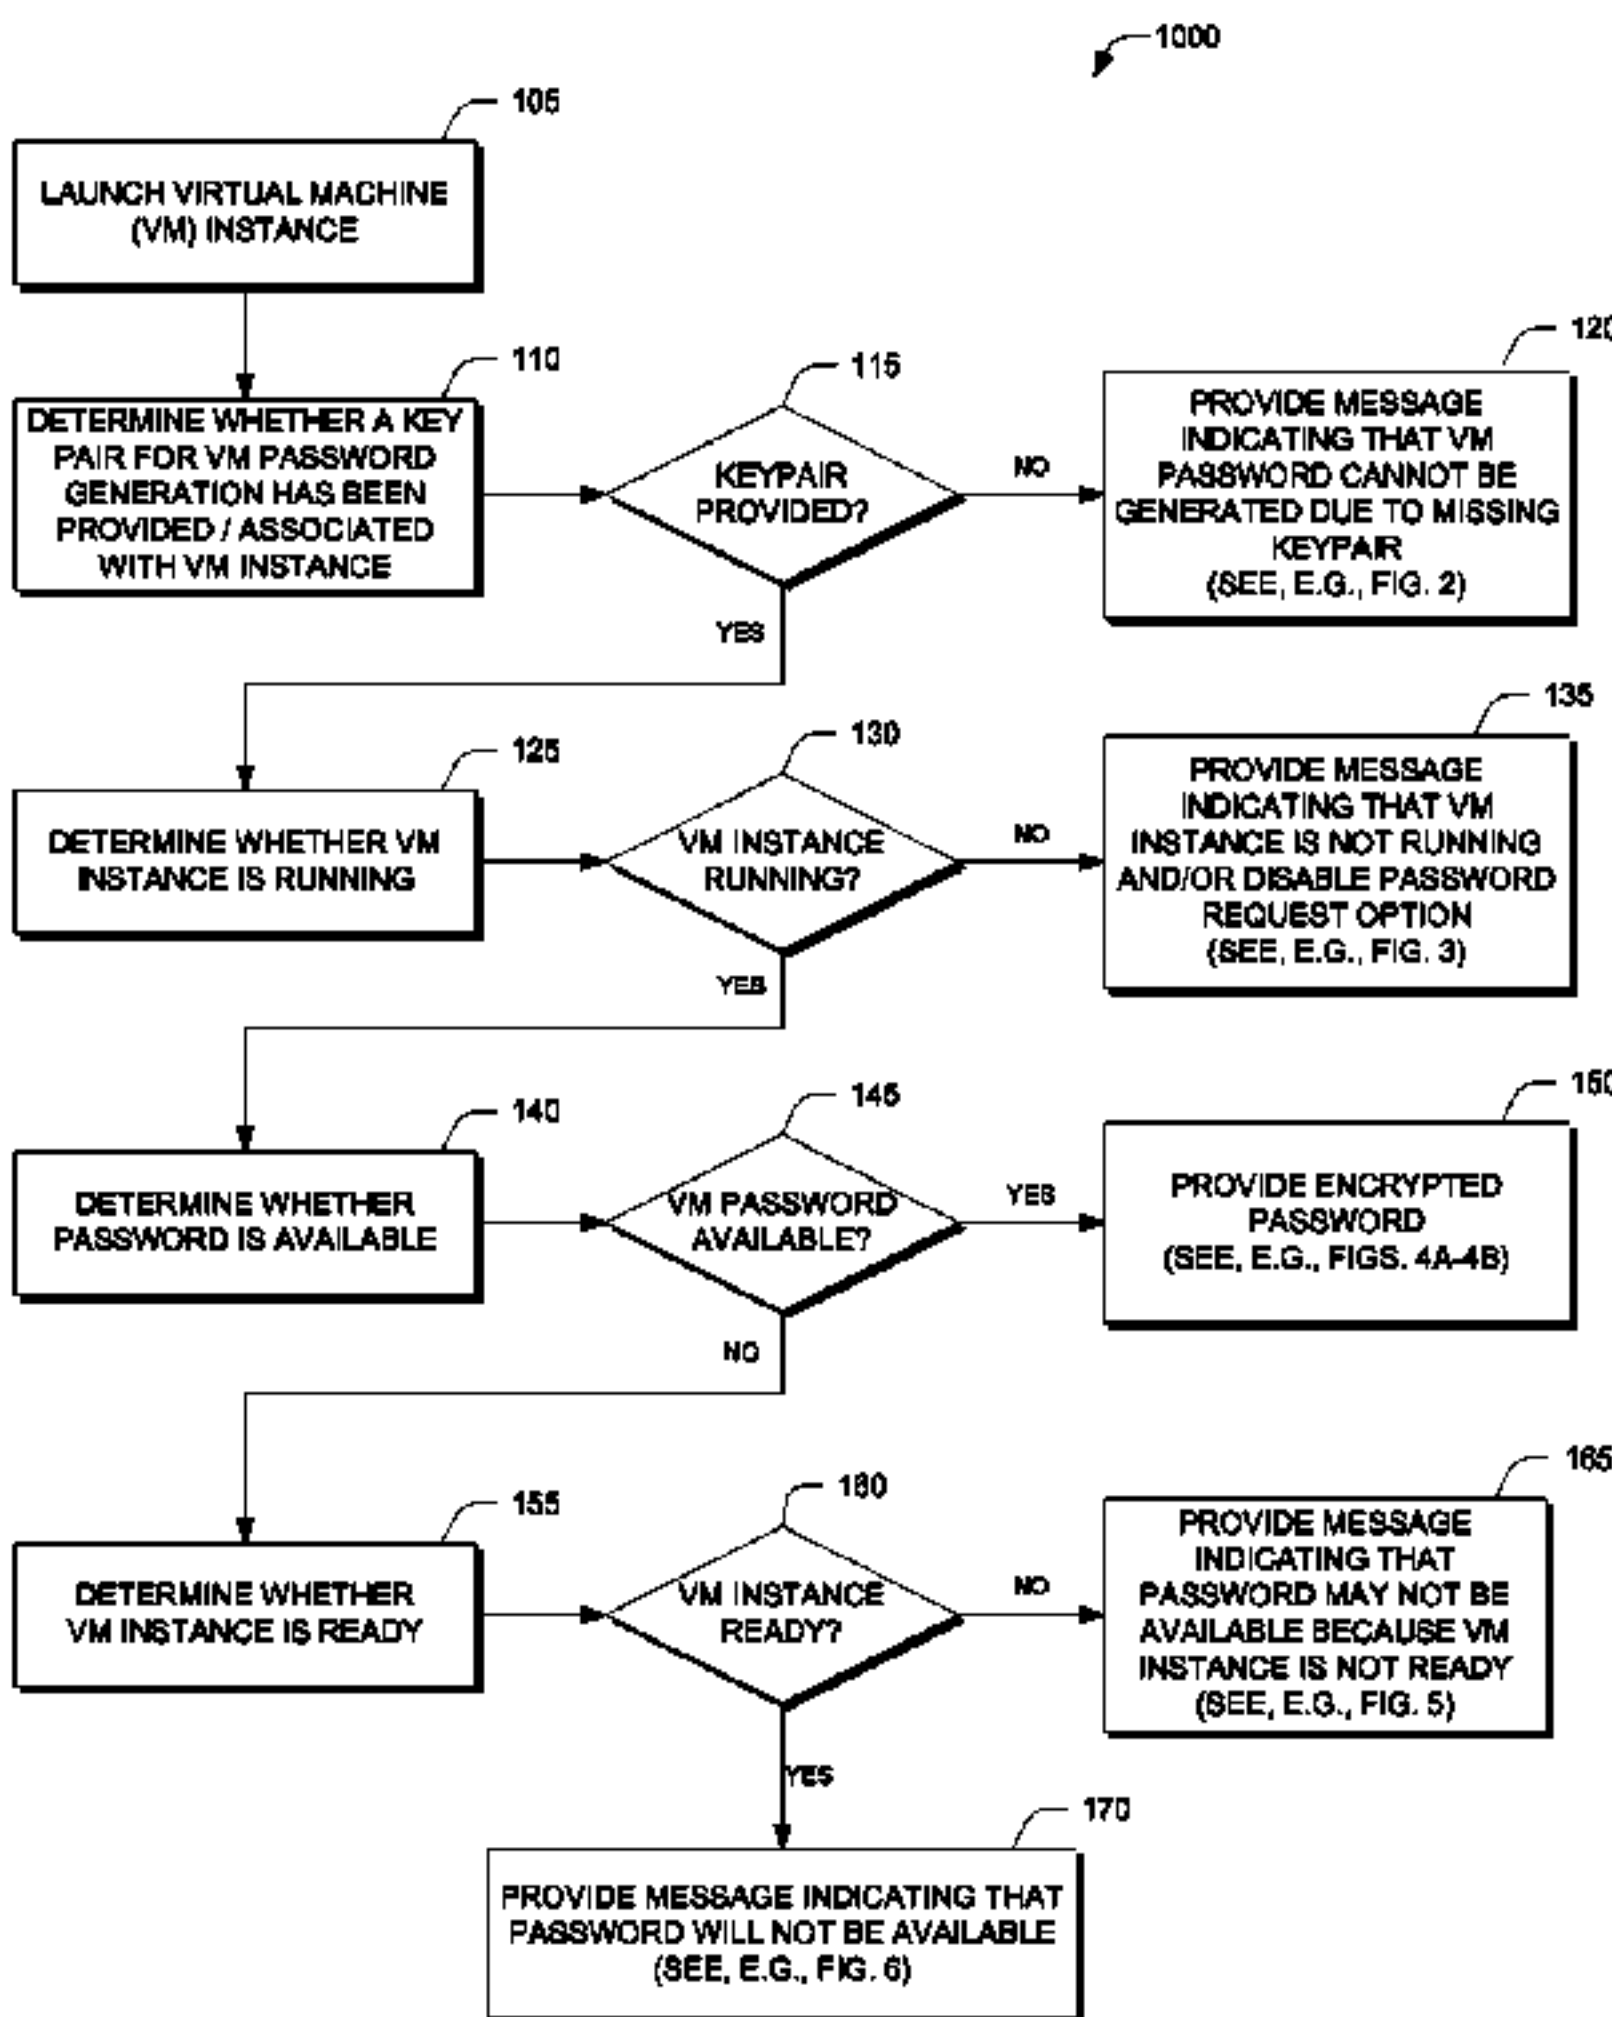 1000
105
LAUNCH VIRTUAL MACHINE
(VM) INSTANCE
110
DETERMINE WHETHER A KEY
PAIR FOR VM PASSWORD
GENERATION HAS BEEN
PROVIDED / ASSOCIATED
WITH VM INSTANCE
115
KEYPAIR
PROVIDED?
NO
YES
120
PROVIDE MESSAGE
INDICATING THAT VM
PASSWORD CANNOT BE
GENERATED DUE TO MISSING
KEYPAIR
(SEE, E.G., FIG. 2)
125
DETERMINE WHETHER VM
INSTANCE IS RUNNING
130
VM INSTANCE
RUNNING?
NO
YES
135
PROVIDE MESSAGE
INDICATING THAT VM
INSTANCE IS NOT RUNNING
AND/OR DISABLE PASSWORD
REQUEST OPTION
(SEE, E.G., FIG. 3)
140
DETERMINE WHETHER
PASSWORD IS AVAILABLE
145
VM PASSWORD
AVAILABLE?
YES
NO
150
PROVIDE ENCRYPTED
PASSWORD
(SEE, E.G., FIGS. 4A-4B)
155
DETERMINE WHETHER
VM INSTANCE IS READY
160
VM INSTANCE
READY?
NO
YES
165
PROVIDE MESSAGE
INDICATING THAT
PASSWORD MAY NOT BE
AVAILABLE BECAUSE VM
INSTANCE IS NOT READY
(SEE, E.G., FIG. 5)
170
PROVIDE MESSAGE INDICATING THAT
PASSWORD WILL NOT BE AVAILABLE
(SEE, E.G., FIG. 6)